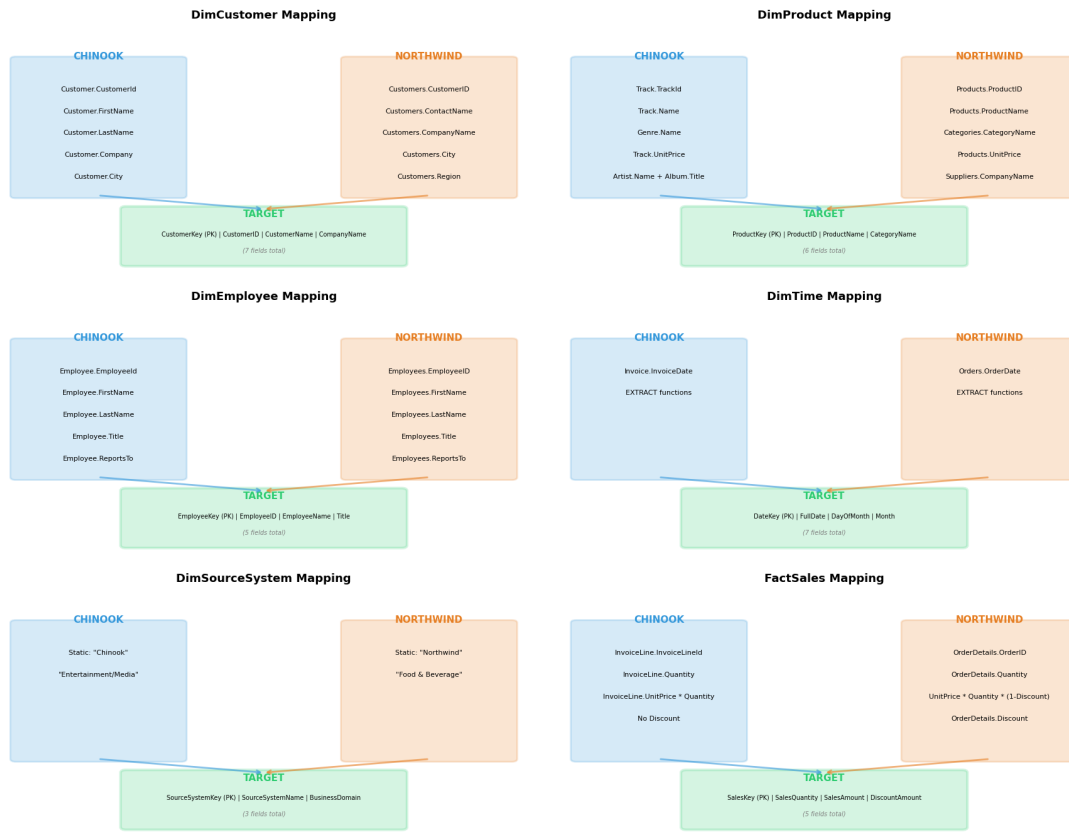 DimCustomer Mapping
CHINOOK
Customer.CustomerId
Customer.FirstName
Customer.LastName
Customer.Company
Customer.City
NORTHWIND
Customers.CustomerID
Customers.ContactName
Customers.CompanyName
Customers.City
Customers.Region
TARGET
CustomerKey (PK) | CustomerID | CustomerName | CompanyName
(7 fields total)
DimProduct Mapping
CHINOOK
Track.TrackId
Track.Name
Genre.Name
Track.UnitPrice
Artist.Name + Album.Title
NORTHWIND
Products.ProductID
Products.ProductName
Categories.CategoryName
Products.UnitPrice
Suppliers.CompanyName
TARGET
ProductKey (PK) | ProductID | ProductName | CategoryName
(6 fields total)
DimEmployee Mapping
CHINOOK
Employee.EmployeeId
Employee.FirstName
Employee.LastName
Employee.Title
Employee.ReportsTo
NORTHWIND
Employees.EmployeeID
Employees.FirstName
Employees.LastName
Employees.Title
Employees.ReportsTo
TARGET
EmployeeKey (PK) | EmployeeID | EmployeeName | Title
(5 fields total)
DimTime Mapping
CHINOOK
Invoice.InvoiceDate
EXTRACT functions
NORTHWIND
Orders.OrderDate
EXTRACT functions
TARGET
DateKey (PK) | FullDate | DayOfMonth | Month
(7 fields total)
DimSourceSystem Mapping
CHINOOK
Static: "Chinook"
"Entertainment/Media"
NORTHWIND
Static: "Northwind"
"Food & Beverage"
TARGET
SourceSystemKey (PK) | SourceSystemName | BusinessDomain
(3 fields total)
FactSales Mapping
CHINOOK
InvoiceLine.InvoiceLineId
InvoiceLine.Quantity
InvoiceLine.UnitPrice * Quantity
No Discount
NORTHWIND
OrderDetails.OrderID
OrderDetails.Quantity
UnitPrice * Quantity * (1-Discount)
OrderDetails.Discount
TARGET
SalesKey (PK) | SalesQuantity | SalesAmount | DiscountAmount
(5 fields total)